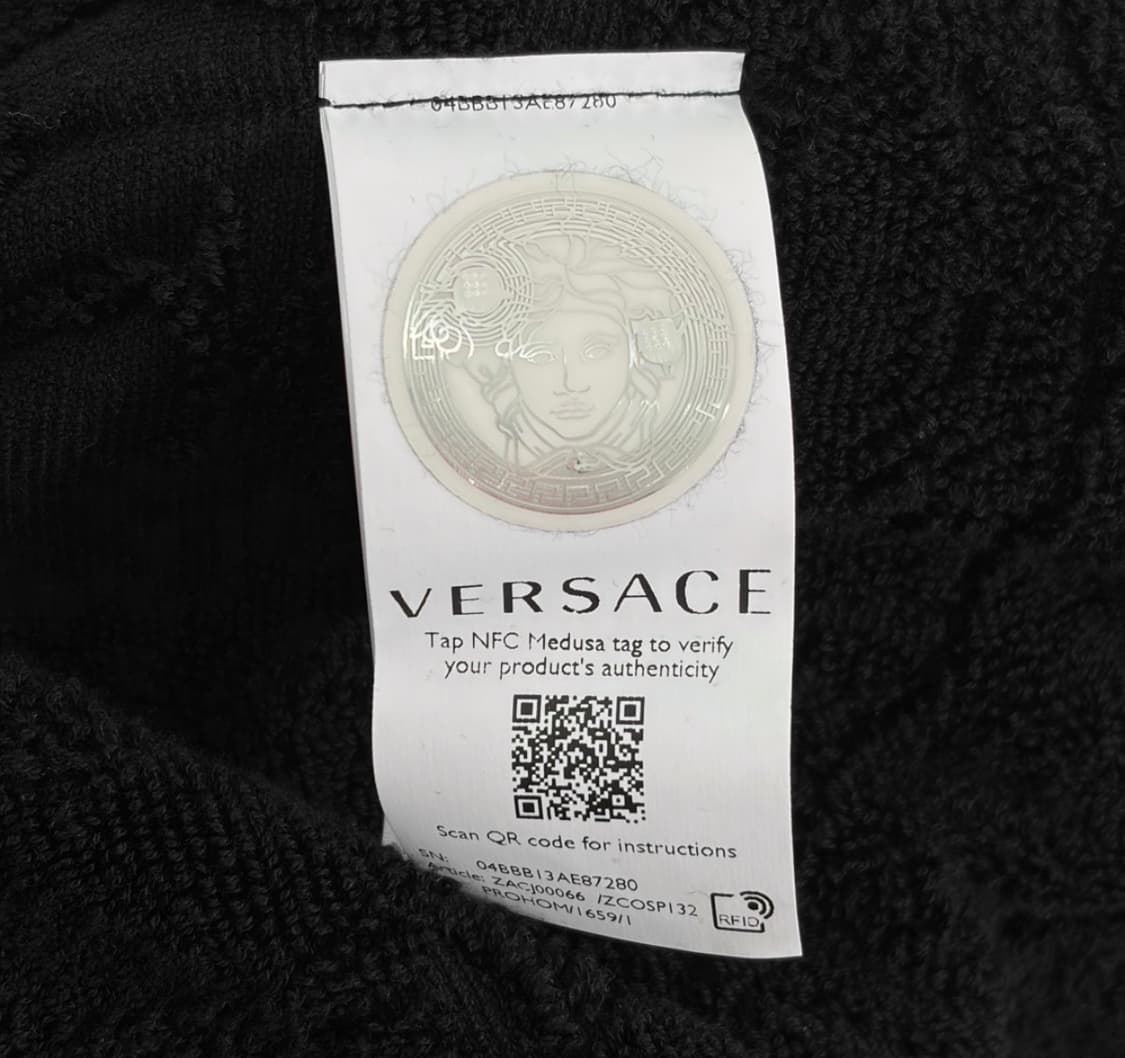 04BBB13AE87280
VERSACE
Tap NFC Medusa tag to verify
your product's authenticity
Scan QR code for instructions
SN: 04BBB13AE87280
Article: ZACJ00066 /ZCOSP132
PROHOM/1659/1
RFID